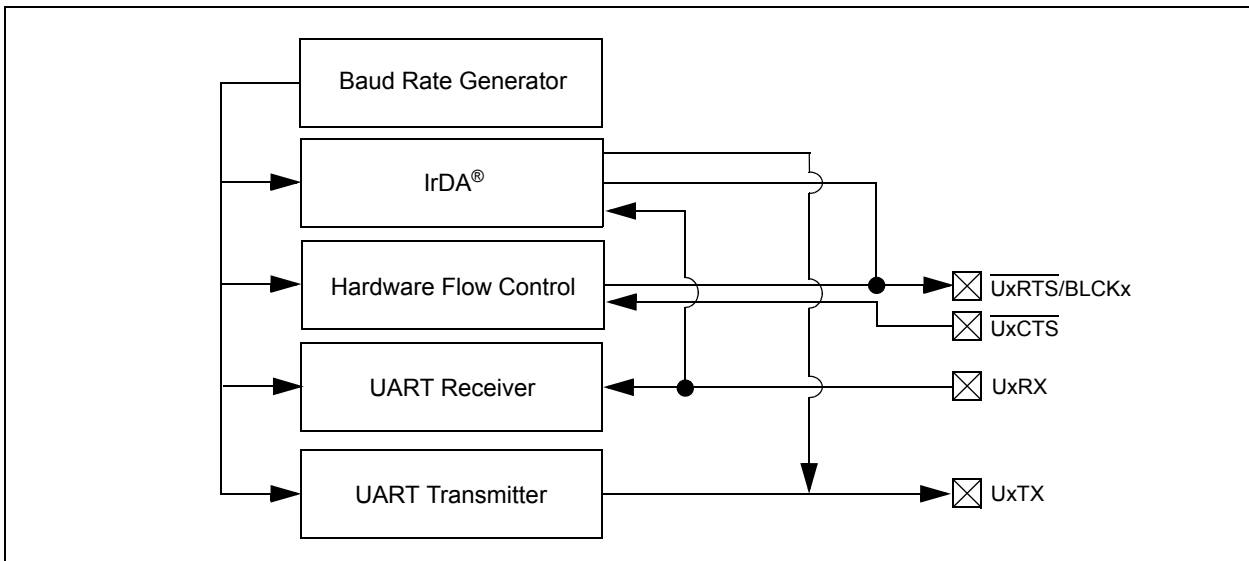 Baud Rate Generator
IrDA®
Hardware Flow Control
UxRTS/BLCKx
UxCTS
UART Receiver
UxRX
UART Transmitter
UxTX